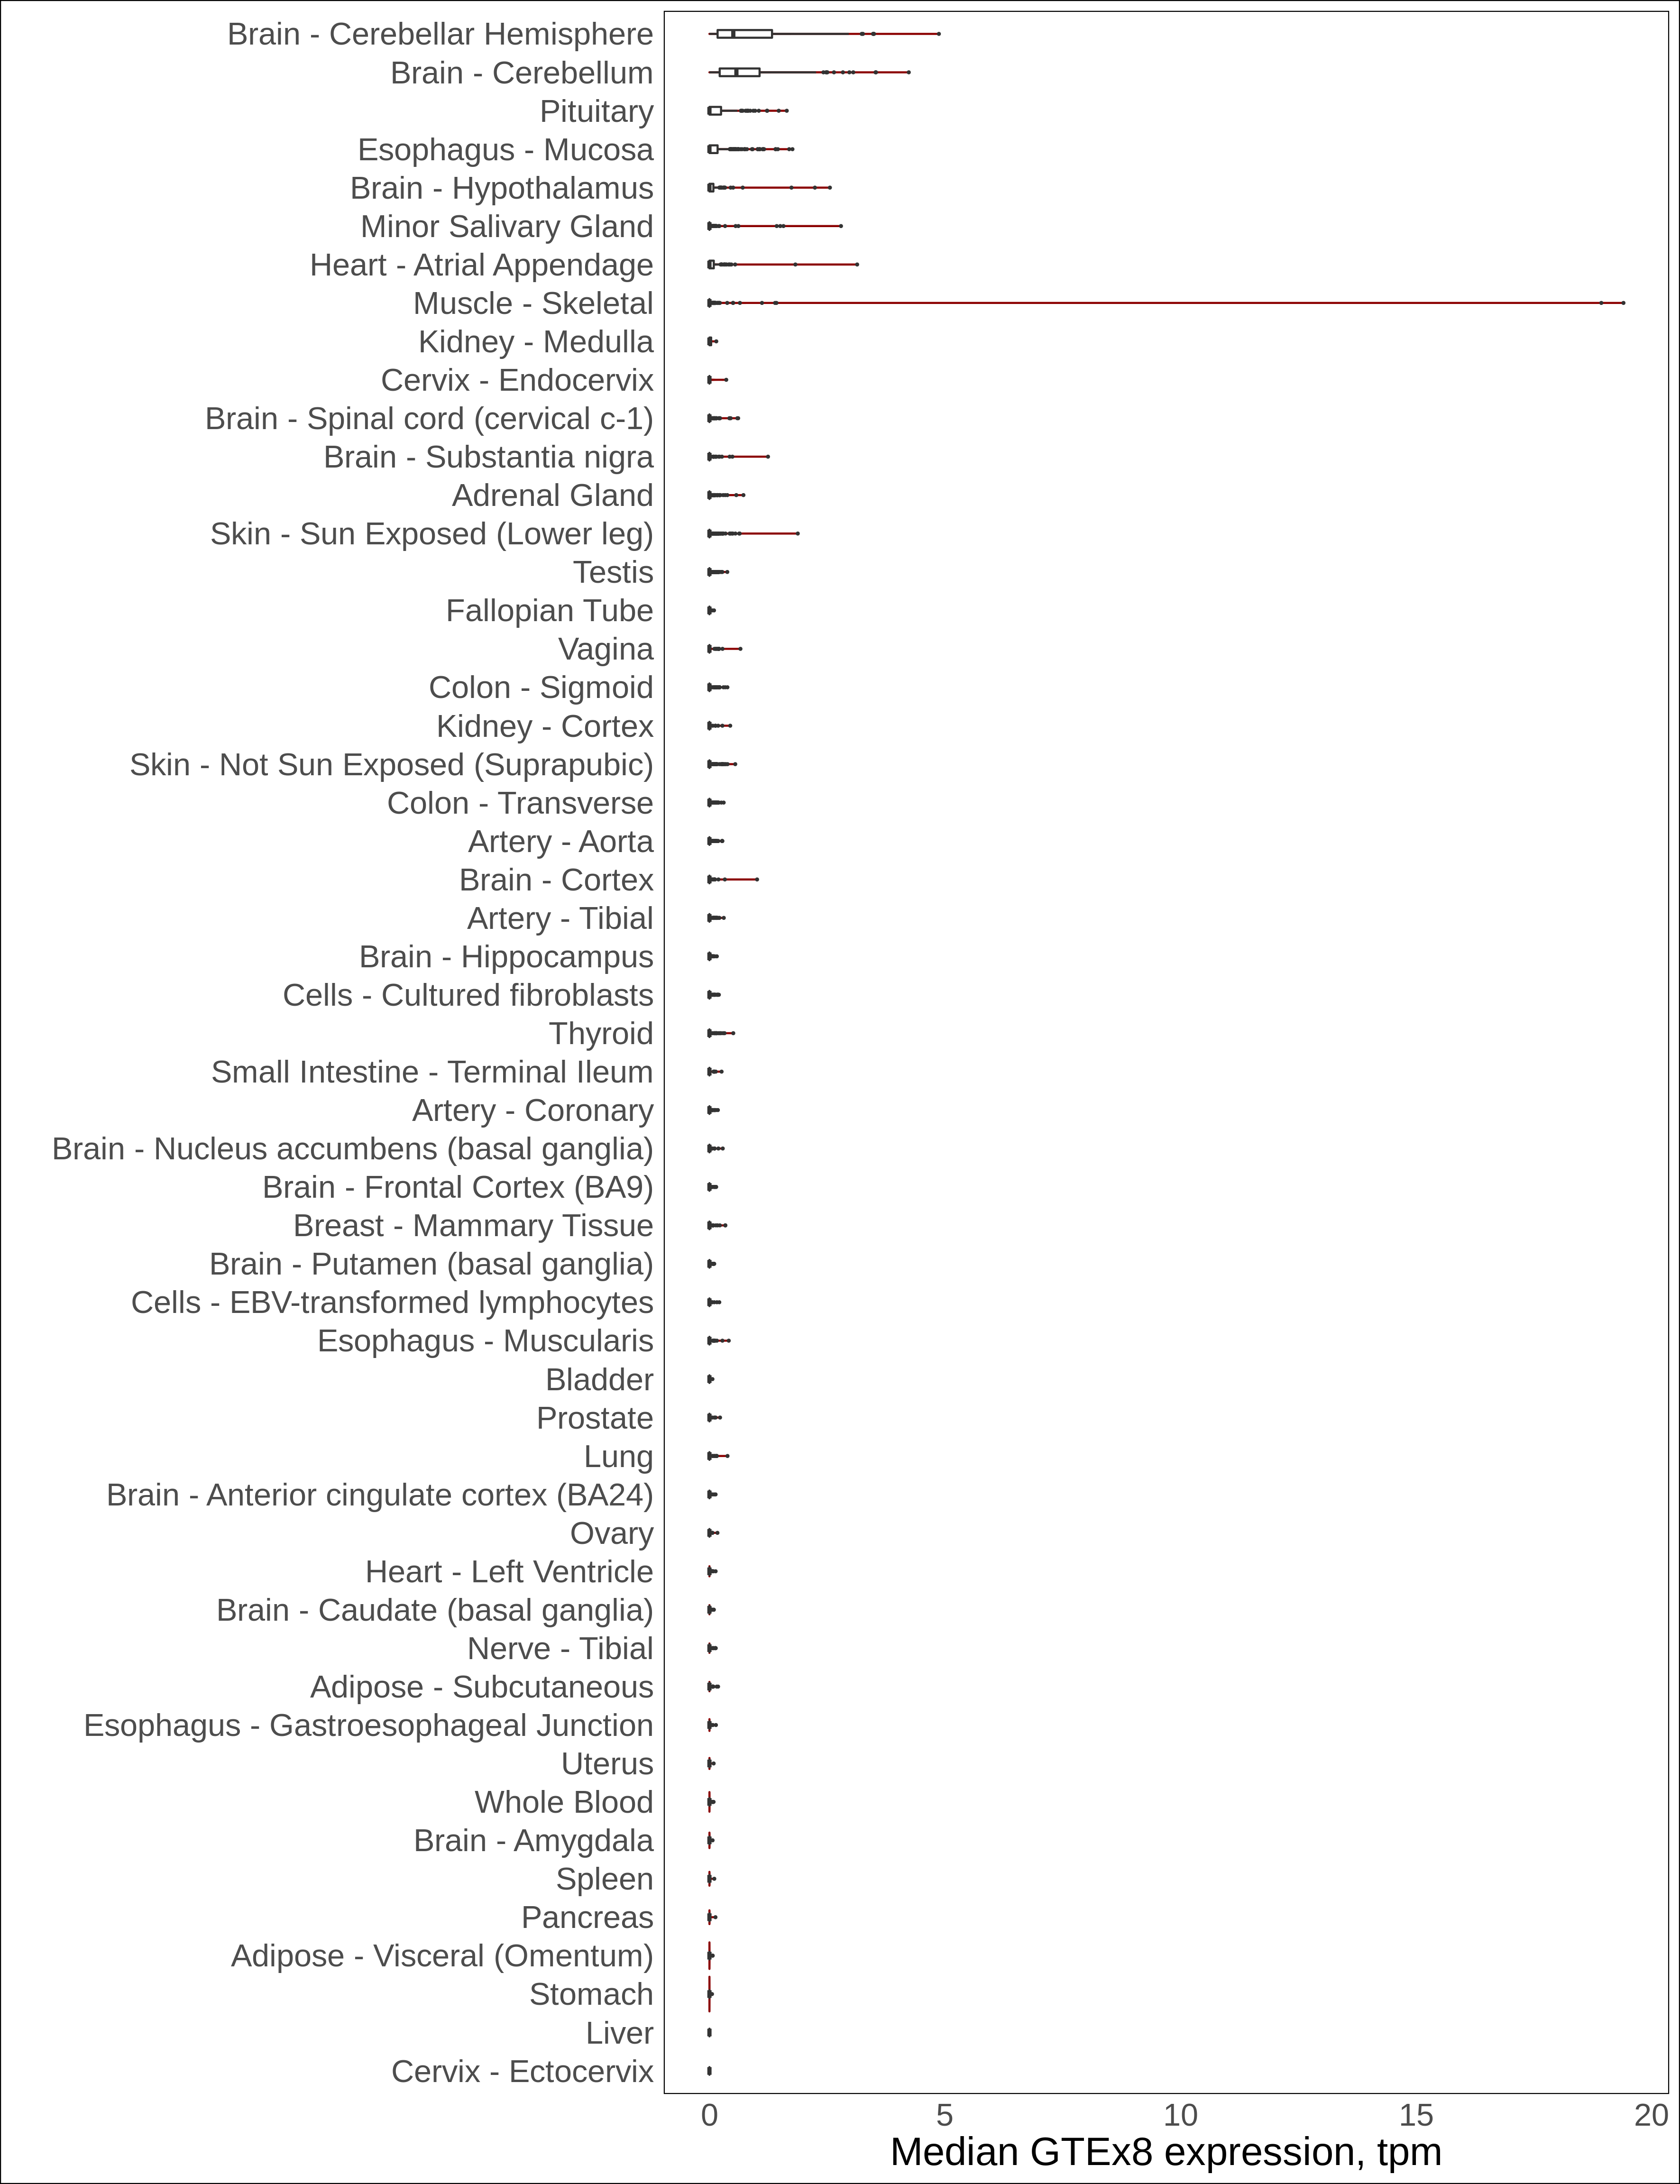 Brain - Cerebellar Hemisphere
Brain - Cerebellum
Pituitary
Esophagus - Mucosa
Brain - Hypothalamus
Minor Salivary Gland
Heart - Atrial Appendage
Muscle - Skeletal
Kidney - Medulla
Cervix - Endocervix
Brain - Spinal cord (cervical c-1)
Brain - Substantia nigra
Adrenal Gland
Skin - Sun Exposed (Lower leg)
Testis
Fallopian Tube
Vagina
Colon - Sigmoid
Kidney - Cortex
Skin - Not Sun Exposed (Suprapubic)
Colon - Transverse
Artery - Aorta
Brain - Cortex
Artery - Tibial
Brain - Hippocampus
Cells - Cultured fibroblasts
Thyroid
Small Intestine - Terminal Ileum
Artery - Coronary
Brain - Nucleus accumbens (basal ganglia)
Brain - Frontal Cortex (BA9)
Breast - Mammary Tissue
Brain - Putamen (basal ganglia)
Cells - EBV-transformed lymphocytes
Esophagus - Muscularis
Bladder
Prostate
Lung
Brain - Anterior cingulate cortex (BA24)
Ovary
Heart - Left Ventricle
Brain - Caudate (basal ganglia)
Nerve - Tibial
Adipose - Subcutaneous
Esophagus - Gastroesophageal Junction
Uterus
Whole Blood
Brain - Amygdala
Spleen
Pancreas
Adipose - Visceral (Omentum)
Stomach
Liver
Cervix - Ectocervix
0 5 10 15 20
Median GTEx8 expression, tpm